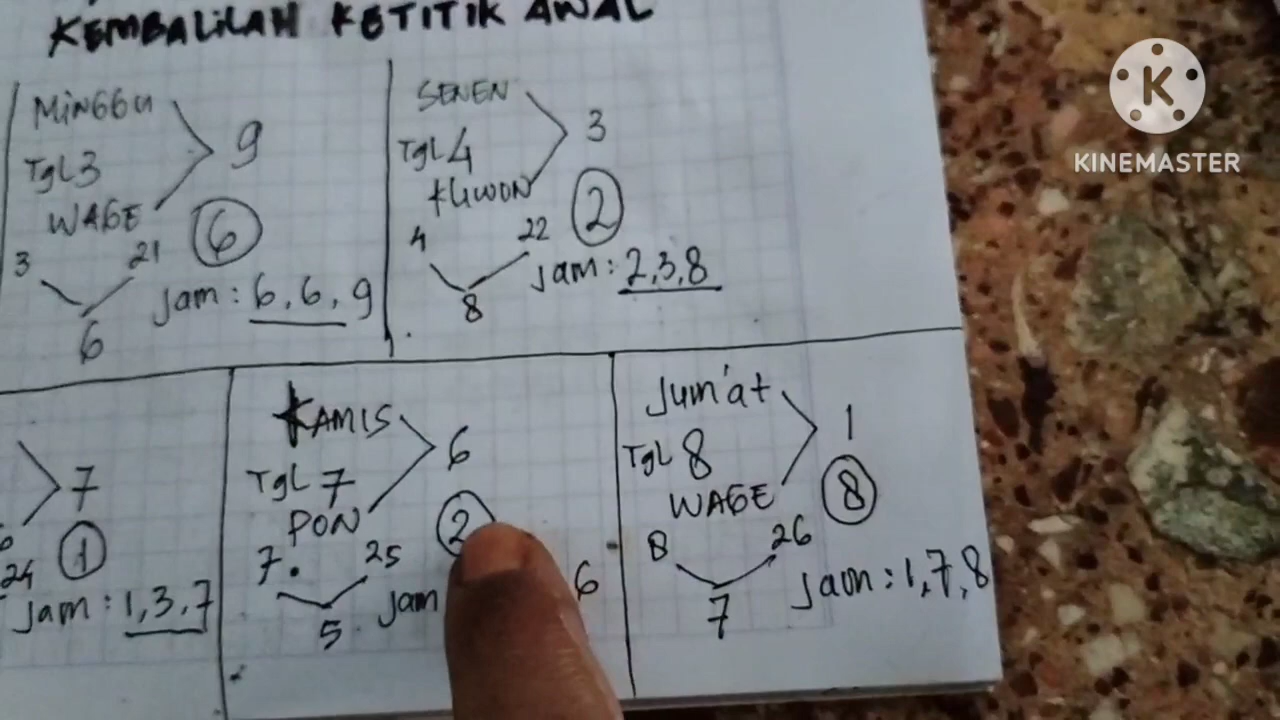 KEMBALILAH KETITIK AWAL
MINGGU
Tgl 3
WAGE
9
6
3 21
6
Jam : 6, 6, 9
SENEN
Tgl 4
KLIWON
3
2
4 22
8
Jam : 2,3,8
7
1
24
Jam : 1,3,7
KAMIS
Tgl 7
PON
6
2
7. 25
5
Jam
6
Jum'at
Tgl 8
WAGE
1
8
8 26
7
Jam : 1,7,8
K
KINEMASTER